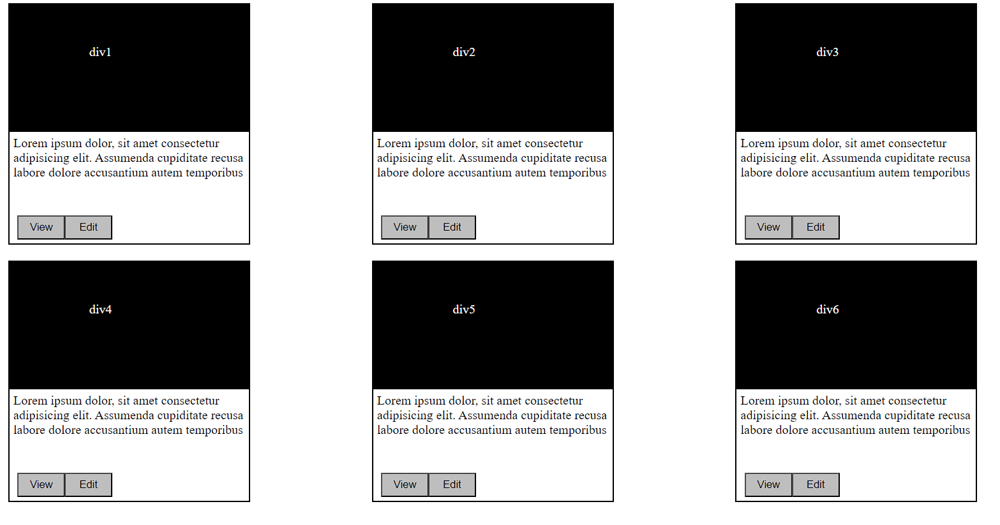 div1
Lorem ipsum dolor, sit amet consectetur
adipisicing elit. Assumenda cupiditate recusa
labore dolore accusantium autem temporibus
View Edit
div2
Lorem ipsum dolor, sit amet consectetur
adipisicing elit. Assumenda cupiditate recusa
labore dolore accusantium autem temporibus
View Edit
div3
Lorem ipsum dolor, sit amet consectetur
adipisicing elit. Assumenda cupiditate recusa
labore dolore accusantium autem temporibus
View Edit
div4
Lorem ipsum dolor, sit amet consectetur
adipisicing elit. Assumenda cupiditate recusa
labore dolore accusantium autem temporibus
View Edit
div5
Lorem ipsum dolor, sit amet consectetur
adipisicing elit. Assumenda cupiditate recusa
labore dolore accusantium autem temporibus
View Edit
div6
Lorem ipsum dolor, sit amet consectetur
adipisicing elit. Assumenda cupiditate recusa
labore dolore accusantium autem temporibus
View Edit